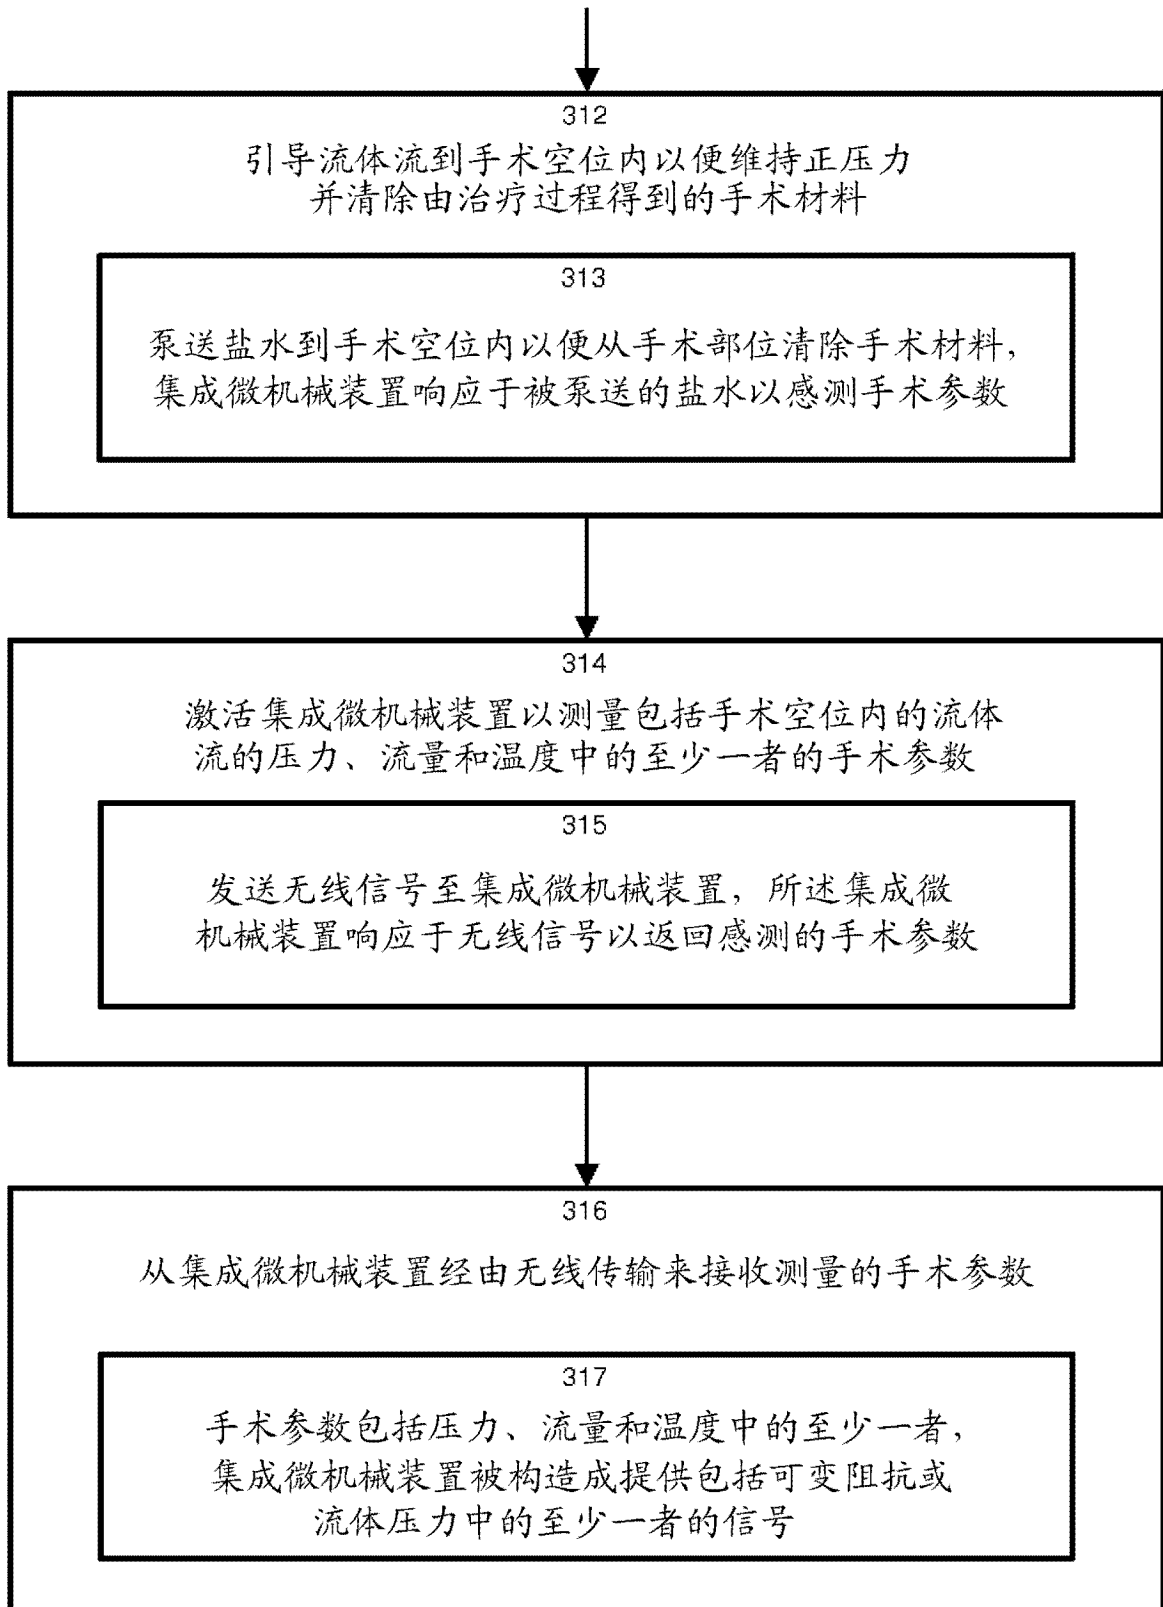 312
引导流体流到手术空位内以便维持正压力
并清除由治疗过程得到的手术材料
313
泵送盐水到手术空位内以便从手术部位清除手术材料,
集成微机械装置响应于被泵送的盐水以感测手术参数
314
激活集成微机械装置以测量包括手术空位内的流体
流的压力、流量和温度中的至少一者的手术参数
315
发送无线信号至集成微机械装置, 所述集成微
机械装置响应于无线信号以返回感测的手术参数
316
从集成微机械装置经由无线传输来接收测量的手术参数
317
手术参数包括压力、流量和温度中的至少一者,
集成微机械装置被构造成提供包括可变阻抗或
流体压力中的至少一者的信号